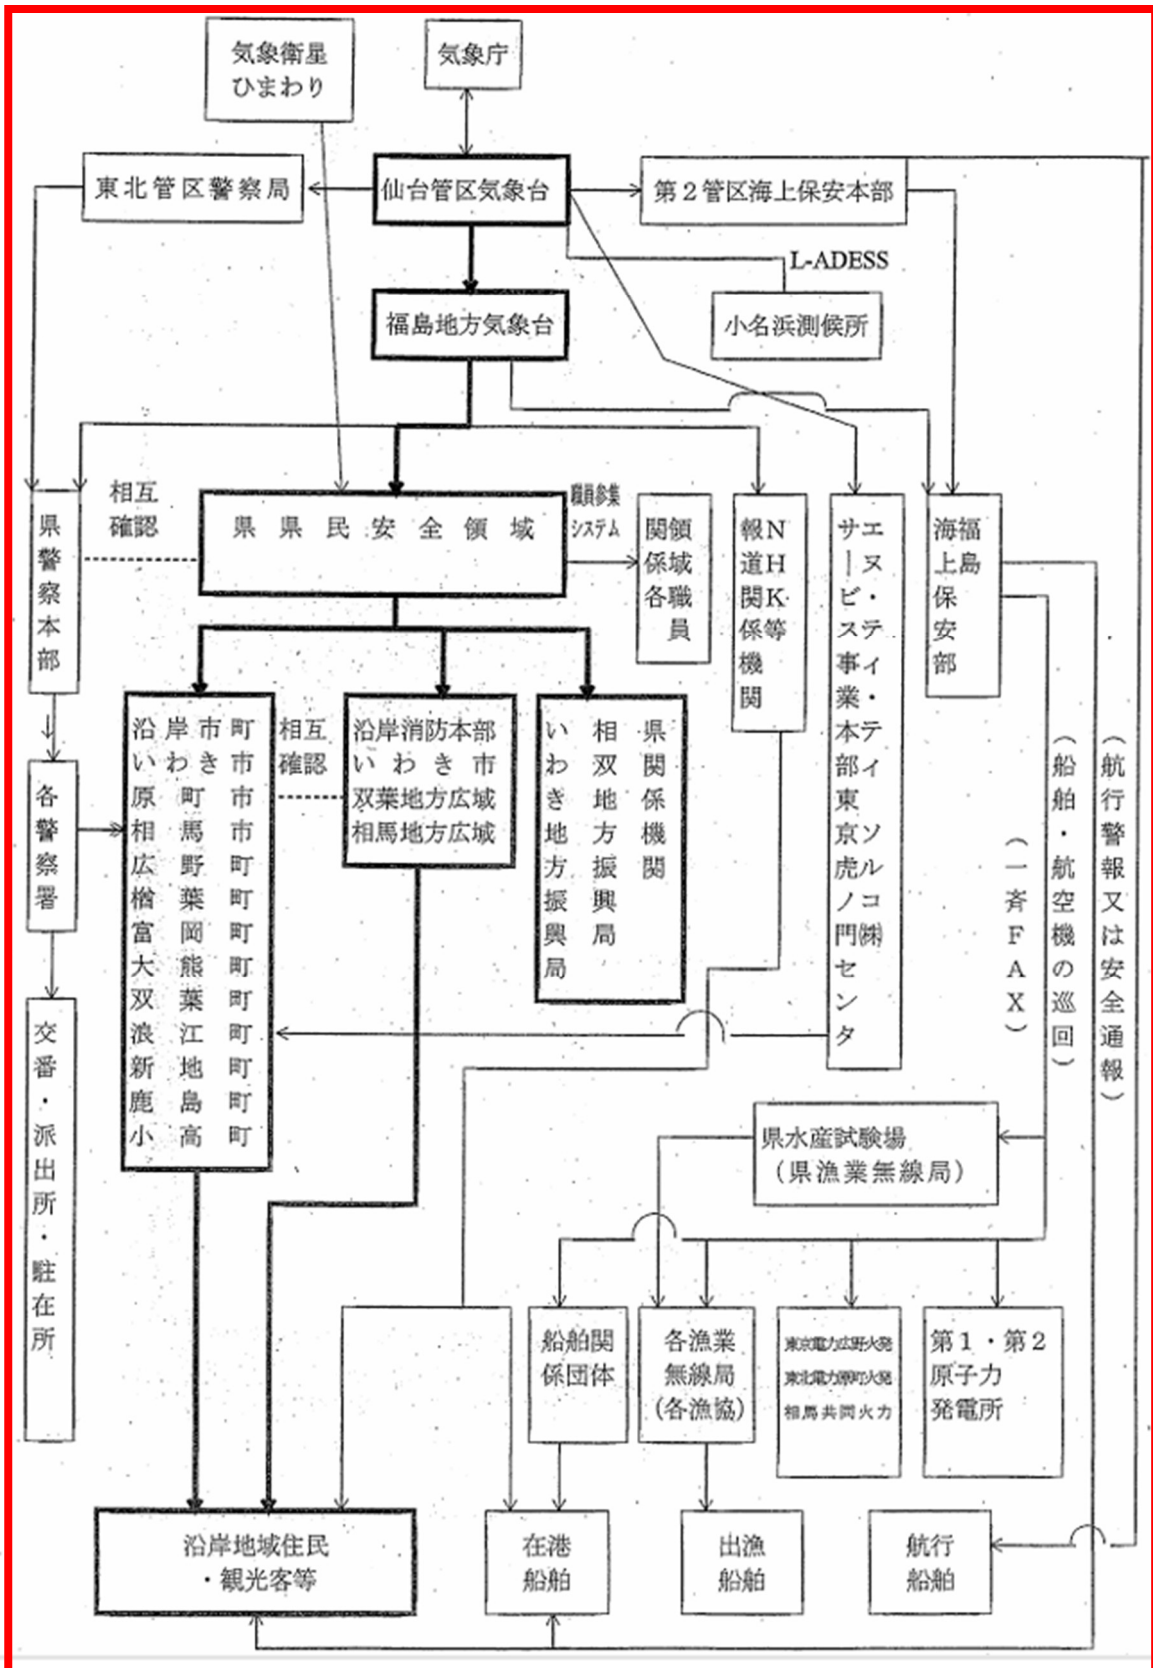 気象衛星
ひまわり
気象庁
東北管区警察局
仙台管区気象台
第2管区海上保安本部
L-ADESS
福島地方気象台
小名浜測候所
相互
確認
県県民安全領域
職員参集
システム
県警察本部
領域職員
関係各
NHK等
報道関係機関
エヌ・ティ・ティ ソルコ㈱
サービス事業本部東京虎ノ門センタ
福島
海上保安部
↓
各警察署
交番・派出所・駐在所
沿岸市町
いわき市
原町市
相馬市
広野町
楢葉町
富岡町
大熊町
双葉町
浪江町
新地町
鹿島町
小高町
相互
確認
沿岸消防本部
いわき市
双葉地方広域
相馬地方広域
県関係機関
相双地方振興局
いわき地方振興局
(航行警報又は安全通報)
(船舶・航空機の巡回)
(一斉FAX)
県水産試験場
(県漁業無線局)
船舶関
係団体
各漁業
無線局
(各漁協)
東京電力広野火発
東北電力原町火発
相馬共同火力
第1・第2
原子力
発電所
沿岸地域住民
・観光客等
在港
船舶
出漁
船舶
航行
船舶